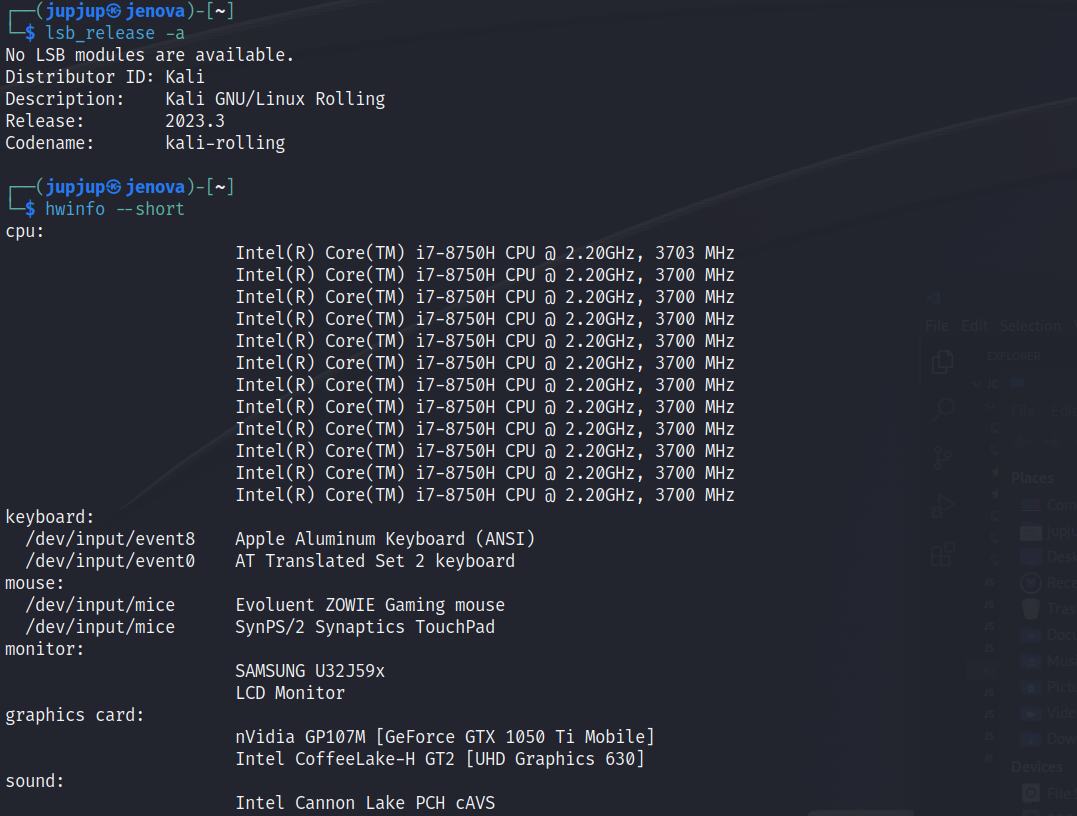 ┌──(jupjup㉿jenova)-[~]
└─$ lsb_release -a
No LSB modules are available.
Distributor ID: Kali
Description:    Kali GNU/Linux Rolling
Release:        2023.3
Codename:       kali-rolling
┌──(jupjup㉿jenova)-[~]
└─$ hwinfo --short
cpu:
                       Intel(R) Core(TM) i7-8750H CPU @ 2.20GHz, 3703 MHz
                       Intel(R) Core(TM) i7-8750H CPU @ 2.20GHz, 3700 MHz
                       Intel(R) Core(TM) i7-8750H CPU @ 2.20GHz, 3700 MHz
                       Intel(R) Core(TM) i7-8750H CPU @ 2.20GHz, 3700 MHz
                       Intel(R) Core(TM) i7-8750H CPU @ 2.20GHz, 3700 MHz
                       Intel(R) Core(TM) i7-8750H CPU @ 2.20GHz, 3700 MHz
                       Intel(R) Core(TM) i7-8750H CPU @ 2.20GHz, 3700 MHz
                       Intel(R) Core(TM) i7-8750H CPU @ 2.20GHz, 3700 MHz
                       Intel(R) Core(TM) i7-8750H CPU @ 2.20GHz, 3700 MHz
                       Intel(R) Core(TM) i7-8750H CPU @ 2.20GHz, 3700 MHz
                       Intel(R) Core(TM) i7-8750H CPU @ 2.20GHz, 3700 MHz
                       Intel(R) Core(TM) i7-8750H CPU @ 2.20GHz, 3700 MHz
keyboard:
  /dev/input/event8    Apple Aluminum Keyboard (ANSI)
  /dev/input/event0    AT Translated Set 2 keyboard
mouse:
  /dev/input/mice      Evoluent ZOWIE Gaming mouse
  /dev/input/mice      SynPS/2 Synaptics TouchPad
monitor:
                       SAMSUNG U32J59x
                       LCD Monitor
graphics card:
                       nVidia GP107M [GeForce GTX 1050 Ti Mobile]
                       Intel CoffeeLake-H GT2 [UHD Graphics 630]
sound:
                       Intel Cannon Lake PCH cAVS
File Edit Selection
EXPLORER
JC
File
Places
Devices